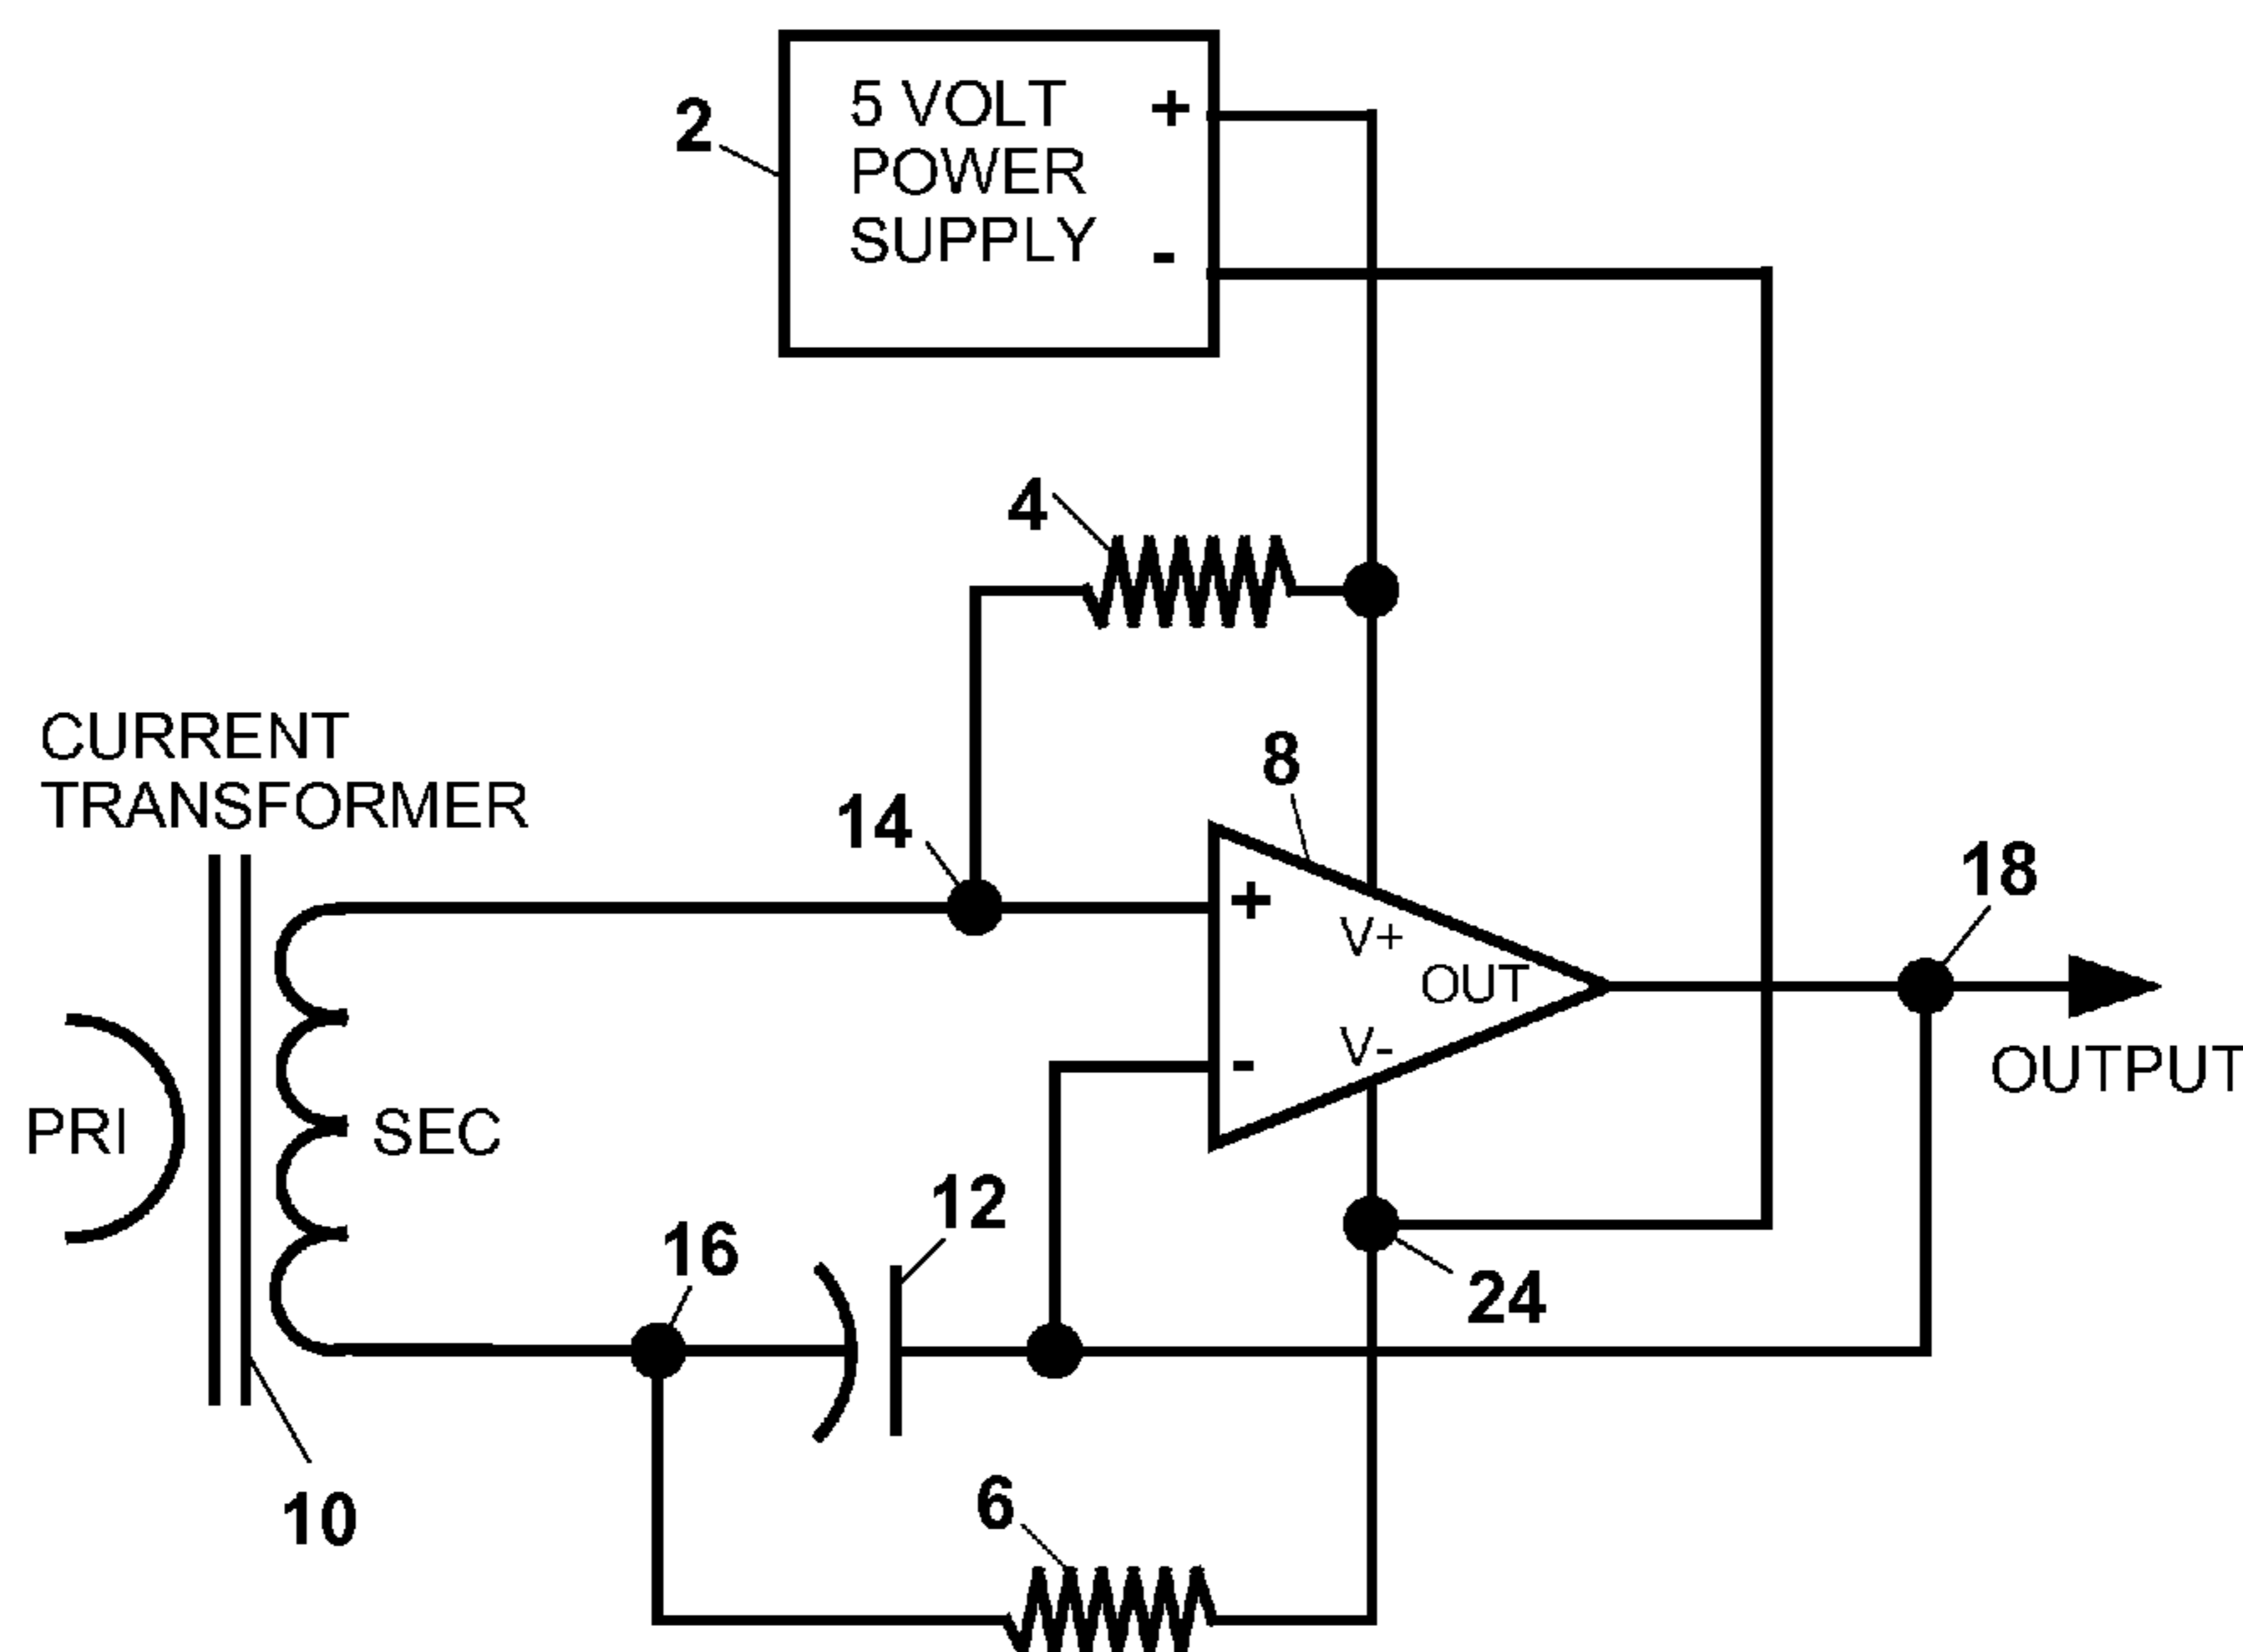 2
5 VOLT +
POWER
SUPPLY -
4
CURRENT
TRANSFORMER
8
14
18
+
V+
OUT
V-
-
OUTPUT
PRI
SEC
12
16
24
6
10